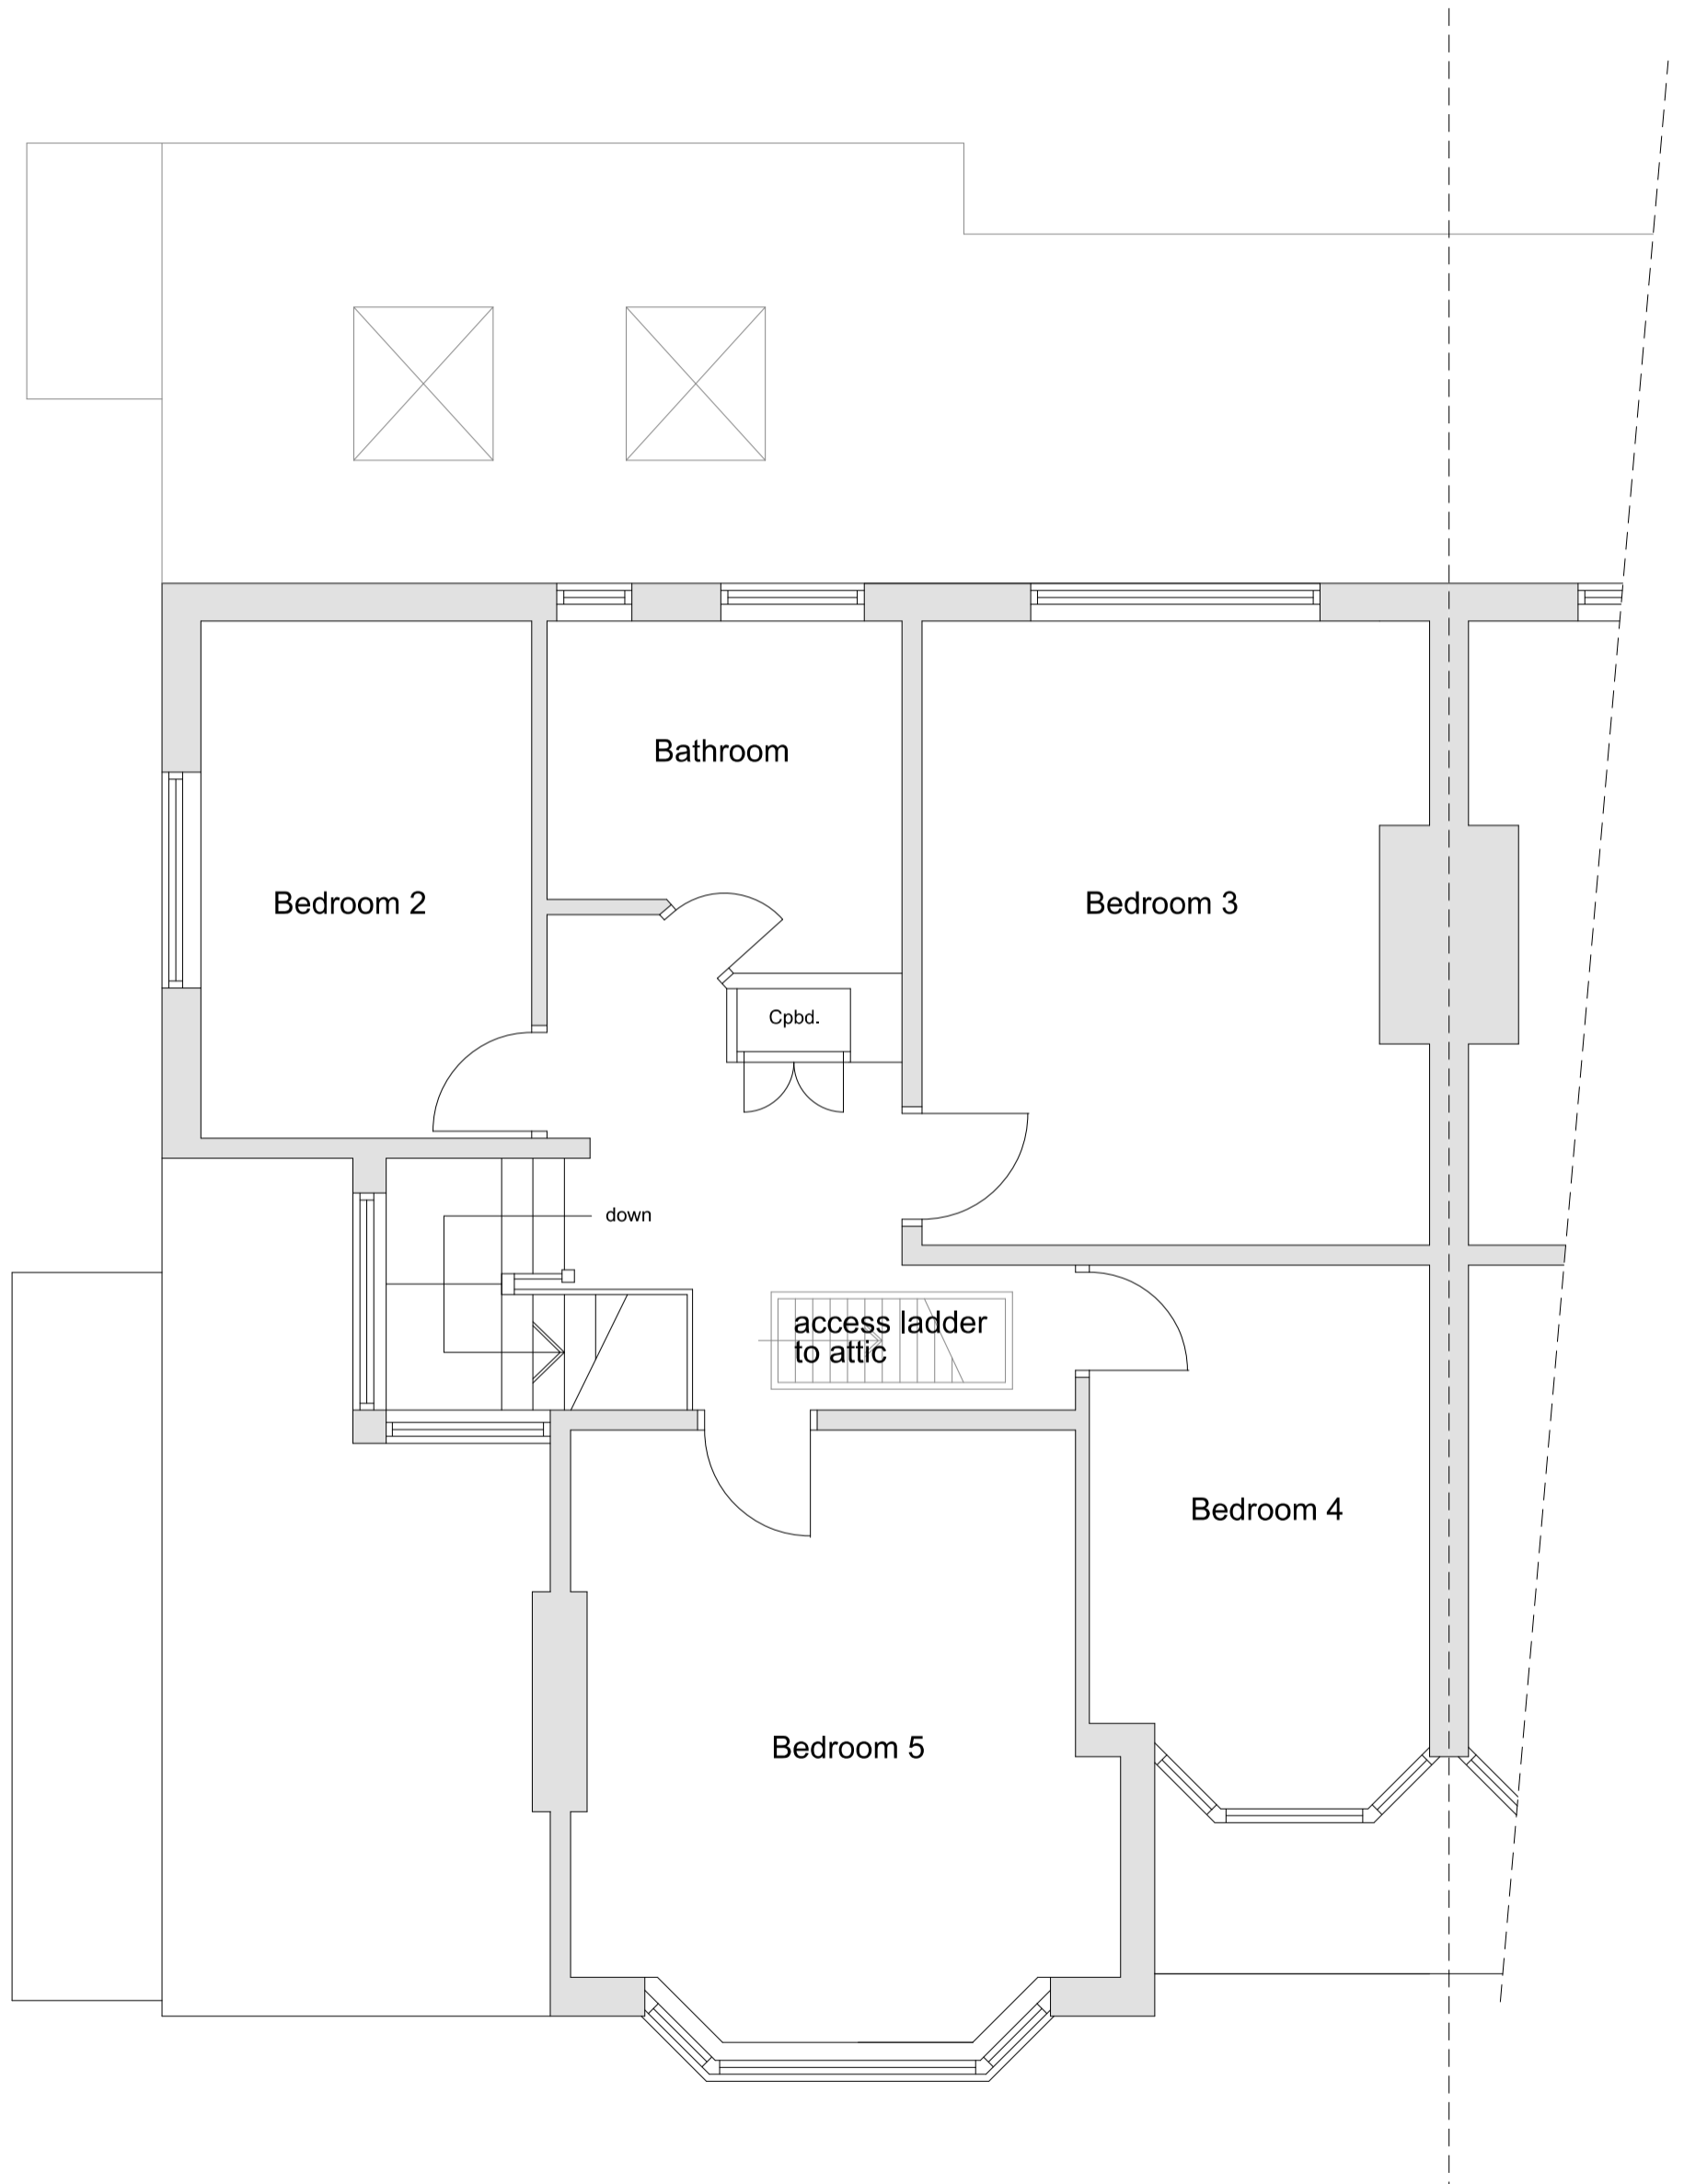 Bathroom
Bedroom 2
Bedroom 3
Cpbd.
down
access ladder
to attic
Bedroom 4
Bedroom 5